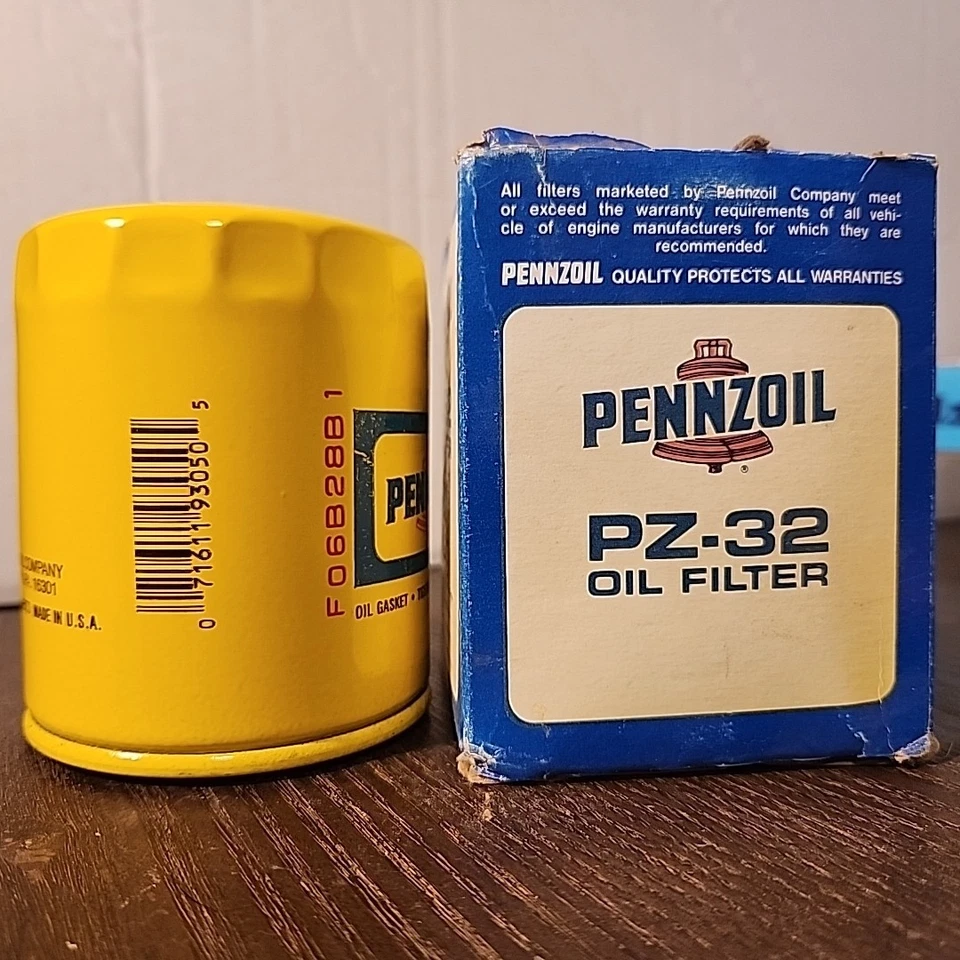 COMPANY
16301
MADE IN U.S.A.
0 71611 93050 5
F06B28B1
PEN
OIL GASKET •
All filters marketed by Pennzoil Company meet
or exceed the warranty requirements of all vehi-
cle of engine manufacturers for which they are
recommended.
PENNZOIL QUALITY PROTECTS ALL WARRANTIES
PENNZOIL
®
PZ-32
OIL FILTER